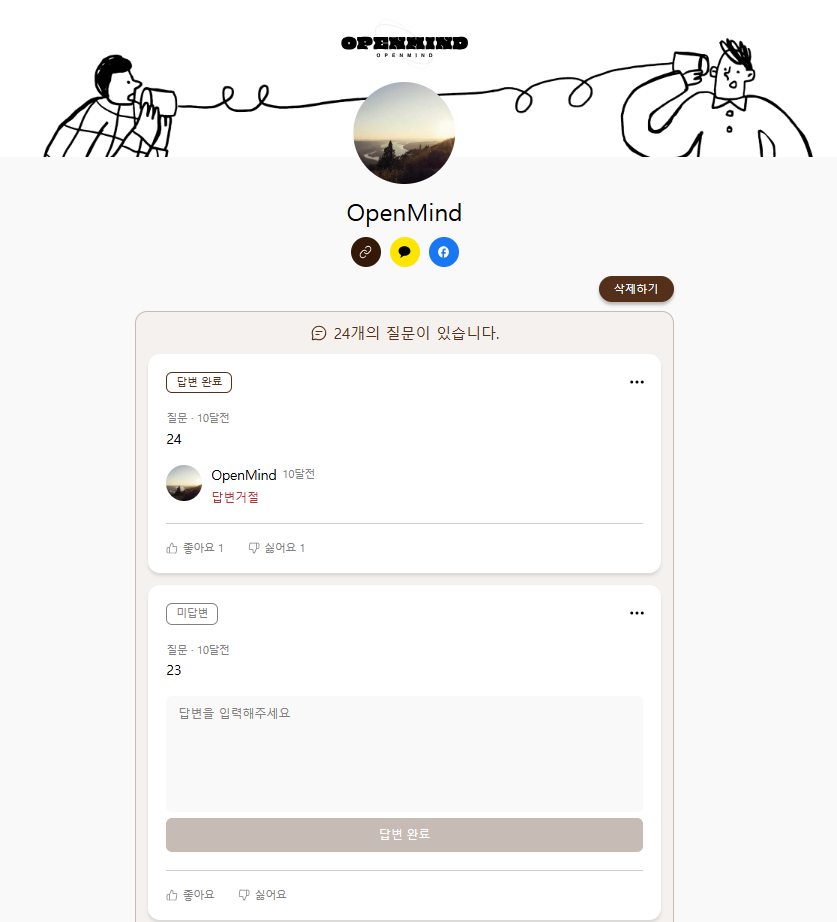 OPENMIND
OPENMIND
OpenMind
삭제하기
24개의 질문이 있습니다.
답변 완료
질문 · 10달전
24
OpenMind 10달전
답변거절
좋아요 1 싫어요 1
미답변
질문 · 10달전
23
답변을 입력해주세요
답변 완료
좋아요 싫어요